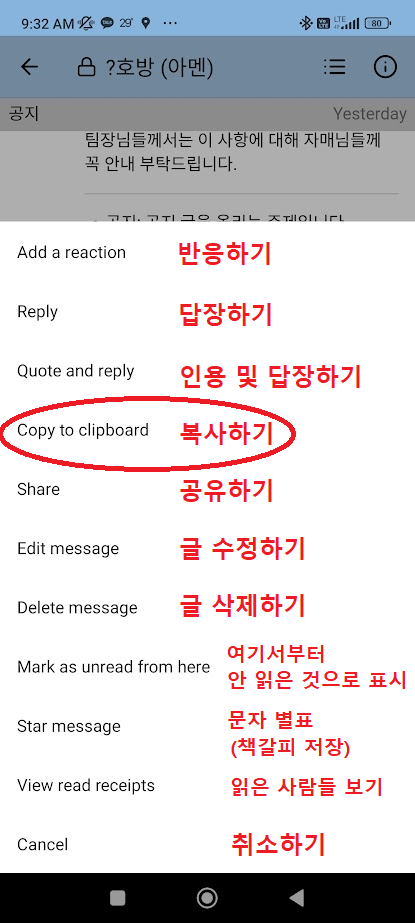 9:32 AM 29° ... LTE 80
?호방 (아멘)
공지 Yesterday
팀장님들께서는 이 사항에 대해 자매님들께
꼭 안내 부탁드립니다.
Add a reaction 반응하기
Reply 답장하기
Quote and reply 인용 및 답장하기
Copy to clipboard 복사하기
Share 공유하기
Edit message 글 수정하기
Delete message 글 삭제하기
Mark as unread from here 여기서부터
안 읽은 것으로 표시
Star message 문자 별표
(책갈피 저장)
View read receipts 읽은 사람들 보기
Cancel 취소하기